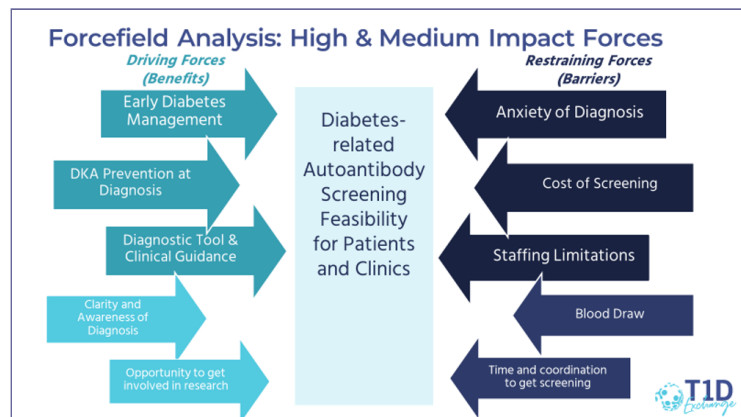 Forcefield Analysis: High & Medium Impact Forces
Driving Forces
(Benefits)
Restraining Forces
(Barriers)
Early Diabetes
Management
DKA Prevention at
Diagnosis
Diagnostic Tool &
Clinical Guidance
Clarity and
Awareness of
Diagnosis
Opportunity to get
involved in research
Diabetes-
related
Autoantibody
Screening
Feasibility
for Patients
and Clinics
Anxiety of Diagnosis
Cost of Screening
Staffing Limitations
Blood Draw
Time and coordination
to get screening
T1D
Exchange